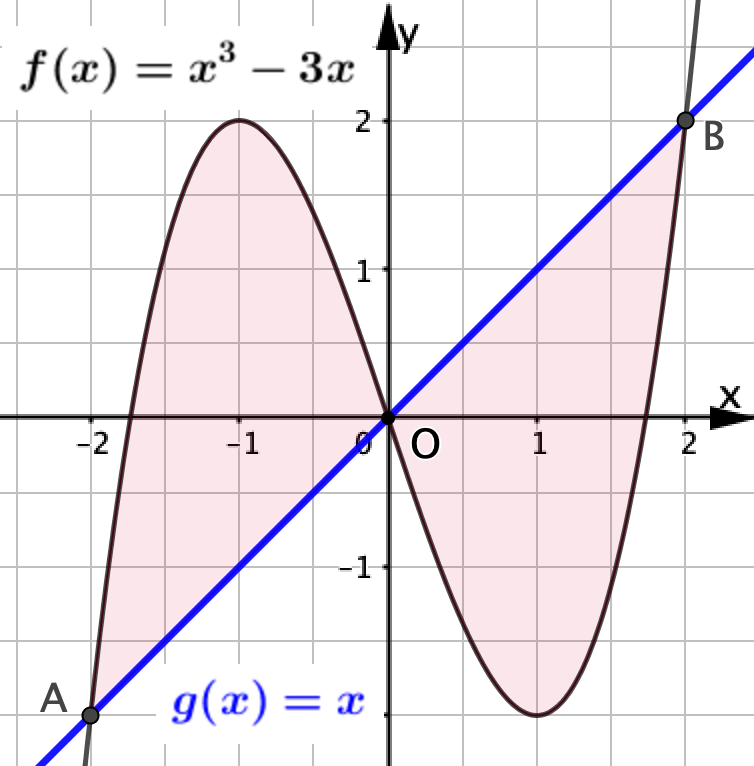 y
f(x) = x³ − 3x
2
B
1
x
-2 -1 0 O 1 2
-1
A
g(x) = x